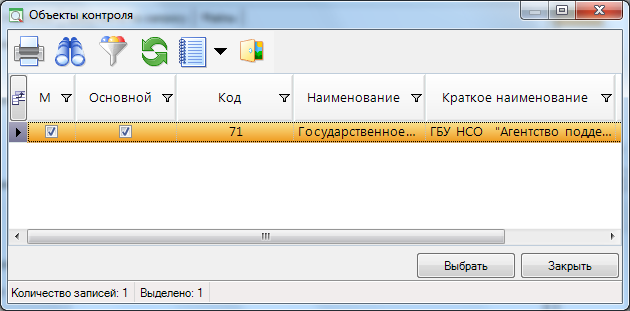 Объекты контроля
М Основной Код Наименование Краткое наименование
71 Государственное... ГБУ НСО "Агентство подде...
Выбрать Закрыть
Количество записей: 1 Выделено: 1